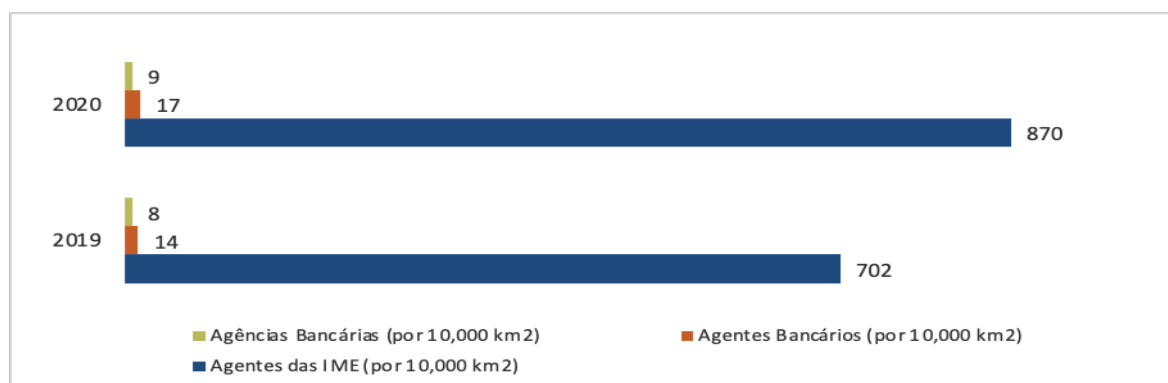 9
2020
17
870
8
2019
14
702
Agências Bancárias (por 10,000 km2)
Agentes Bancários (por 10,000 km2)
Agentes das IME (por 10,000 km2)